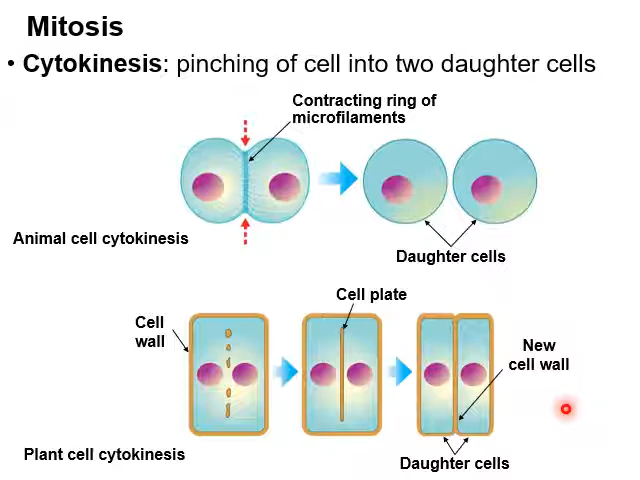 Mitosis
• Cytokinesis: pinching of cell into two daughter cells
Contracting ring of
microfilaments
Animal cell cytokinesis
Daughter cells
Cell plate
Cell
wall
New
cell wall
Plant cell cytokinesis
Daughter cells